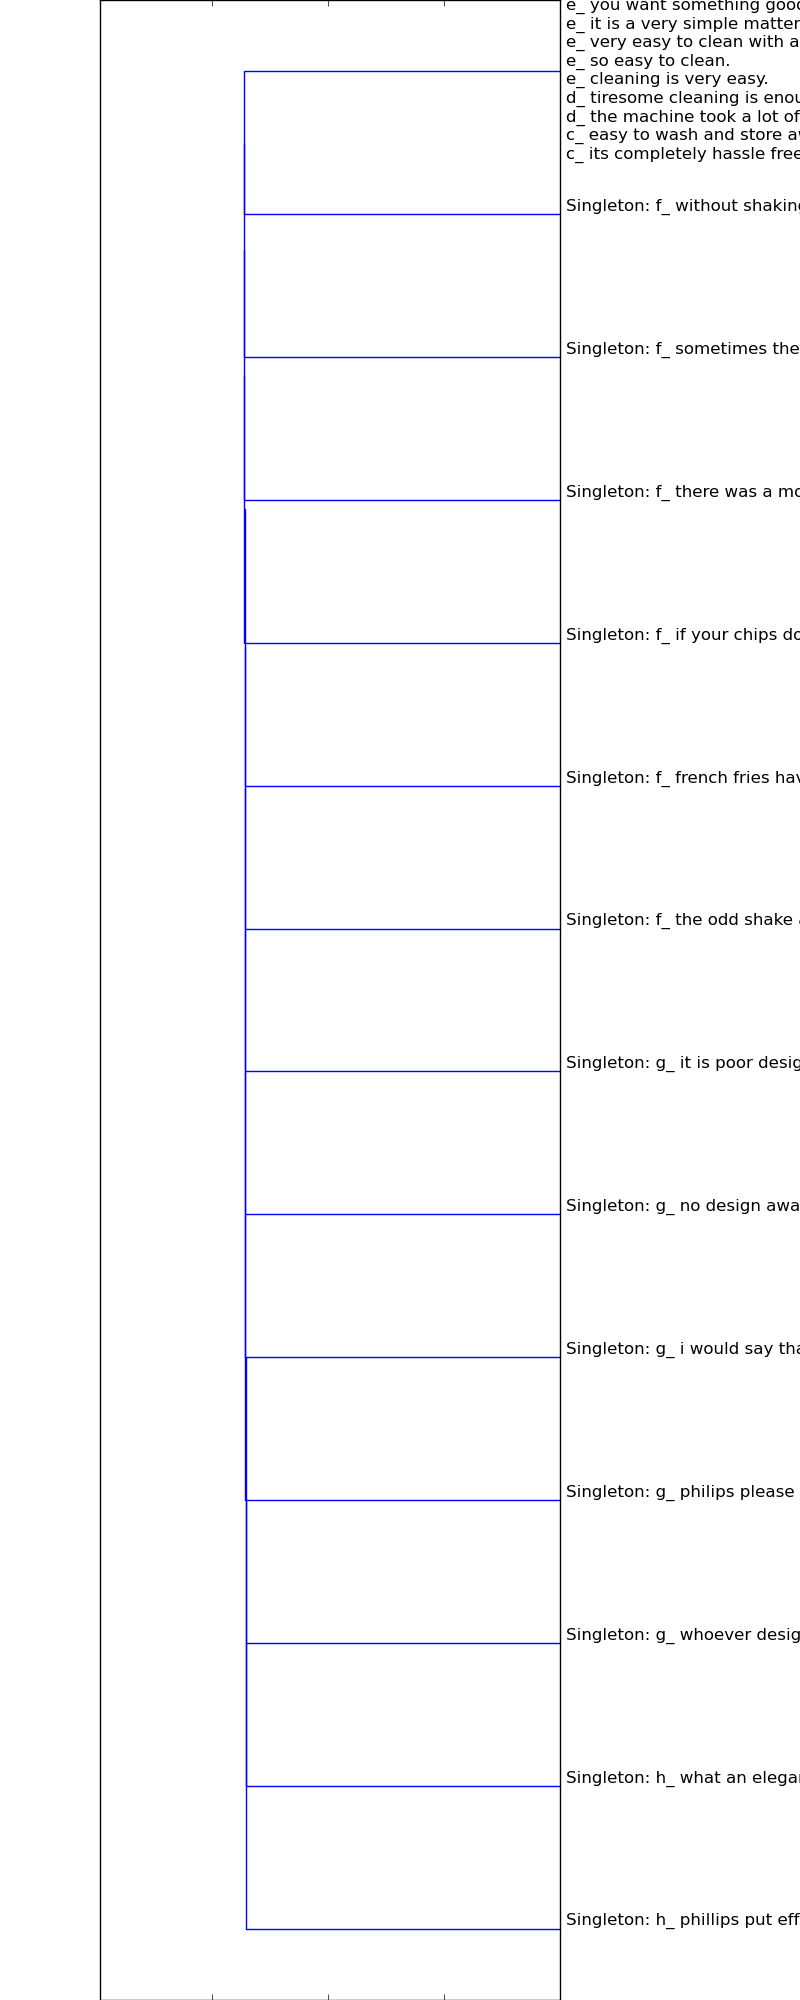 e_ you want something good
e_ it is a very simple matter
e_ very easy to clean with a
e_ so easy to clean.
e_ cleaning is very easy.
d_ tiresome cleaning is enou
d_ the machine took a lot of
c_ easy to wash and store aw
c_ its completely hassle free
Singleton: f_ without shaking
Singleton: f_ sometimes the
Singleton: f_ there was a mo
Singleton: f_ if your chips do
Singleton: f_ french fries hav
Singleton: f_ the odd shake
Singleton: g_ it is poor desig
Singleton: g_ no design awa
Singleton: g_ i would say tha
Singleton: g_ philips please
Singleton: g_ whoever desig
Singleton: h_ what an elegan
Singleton: h_ phillips put eff